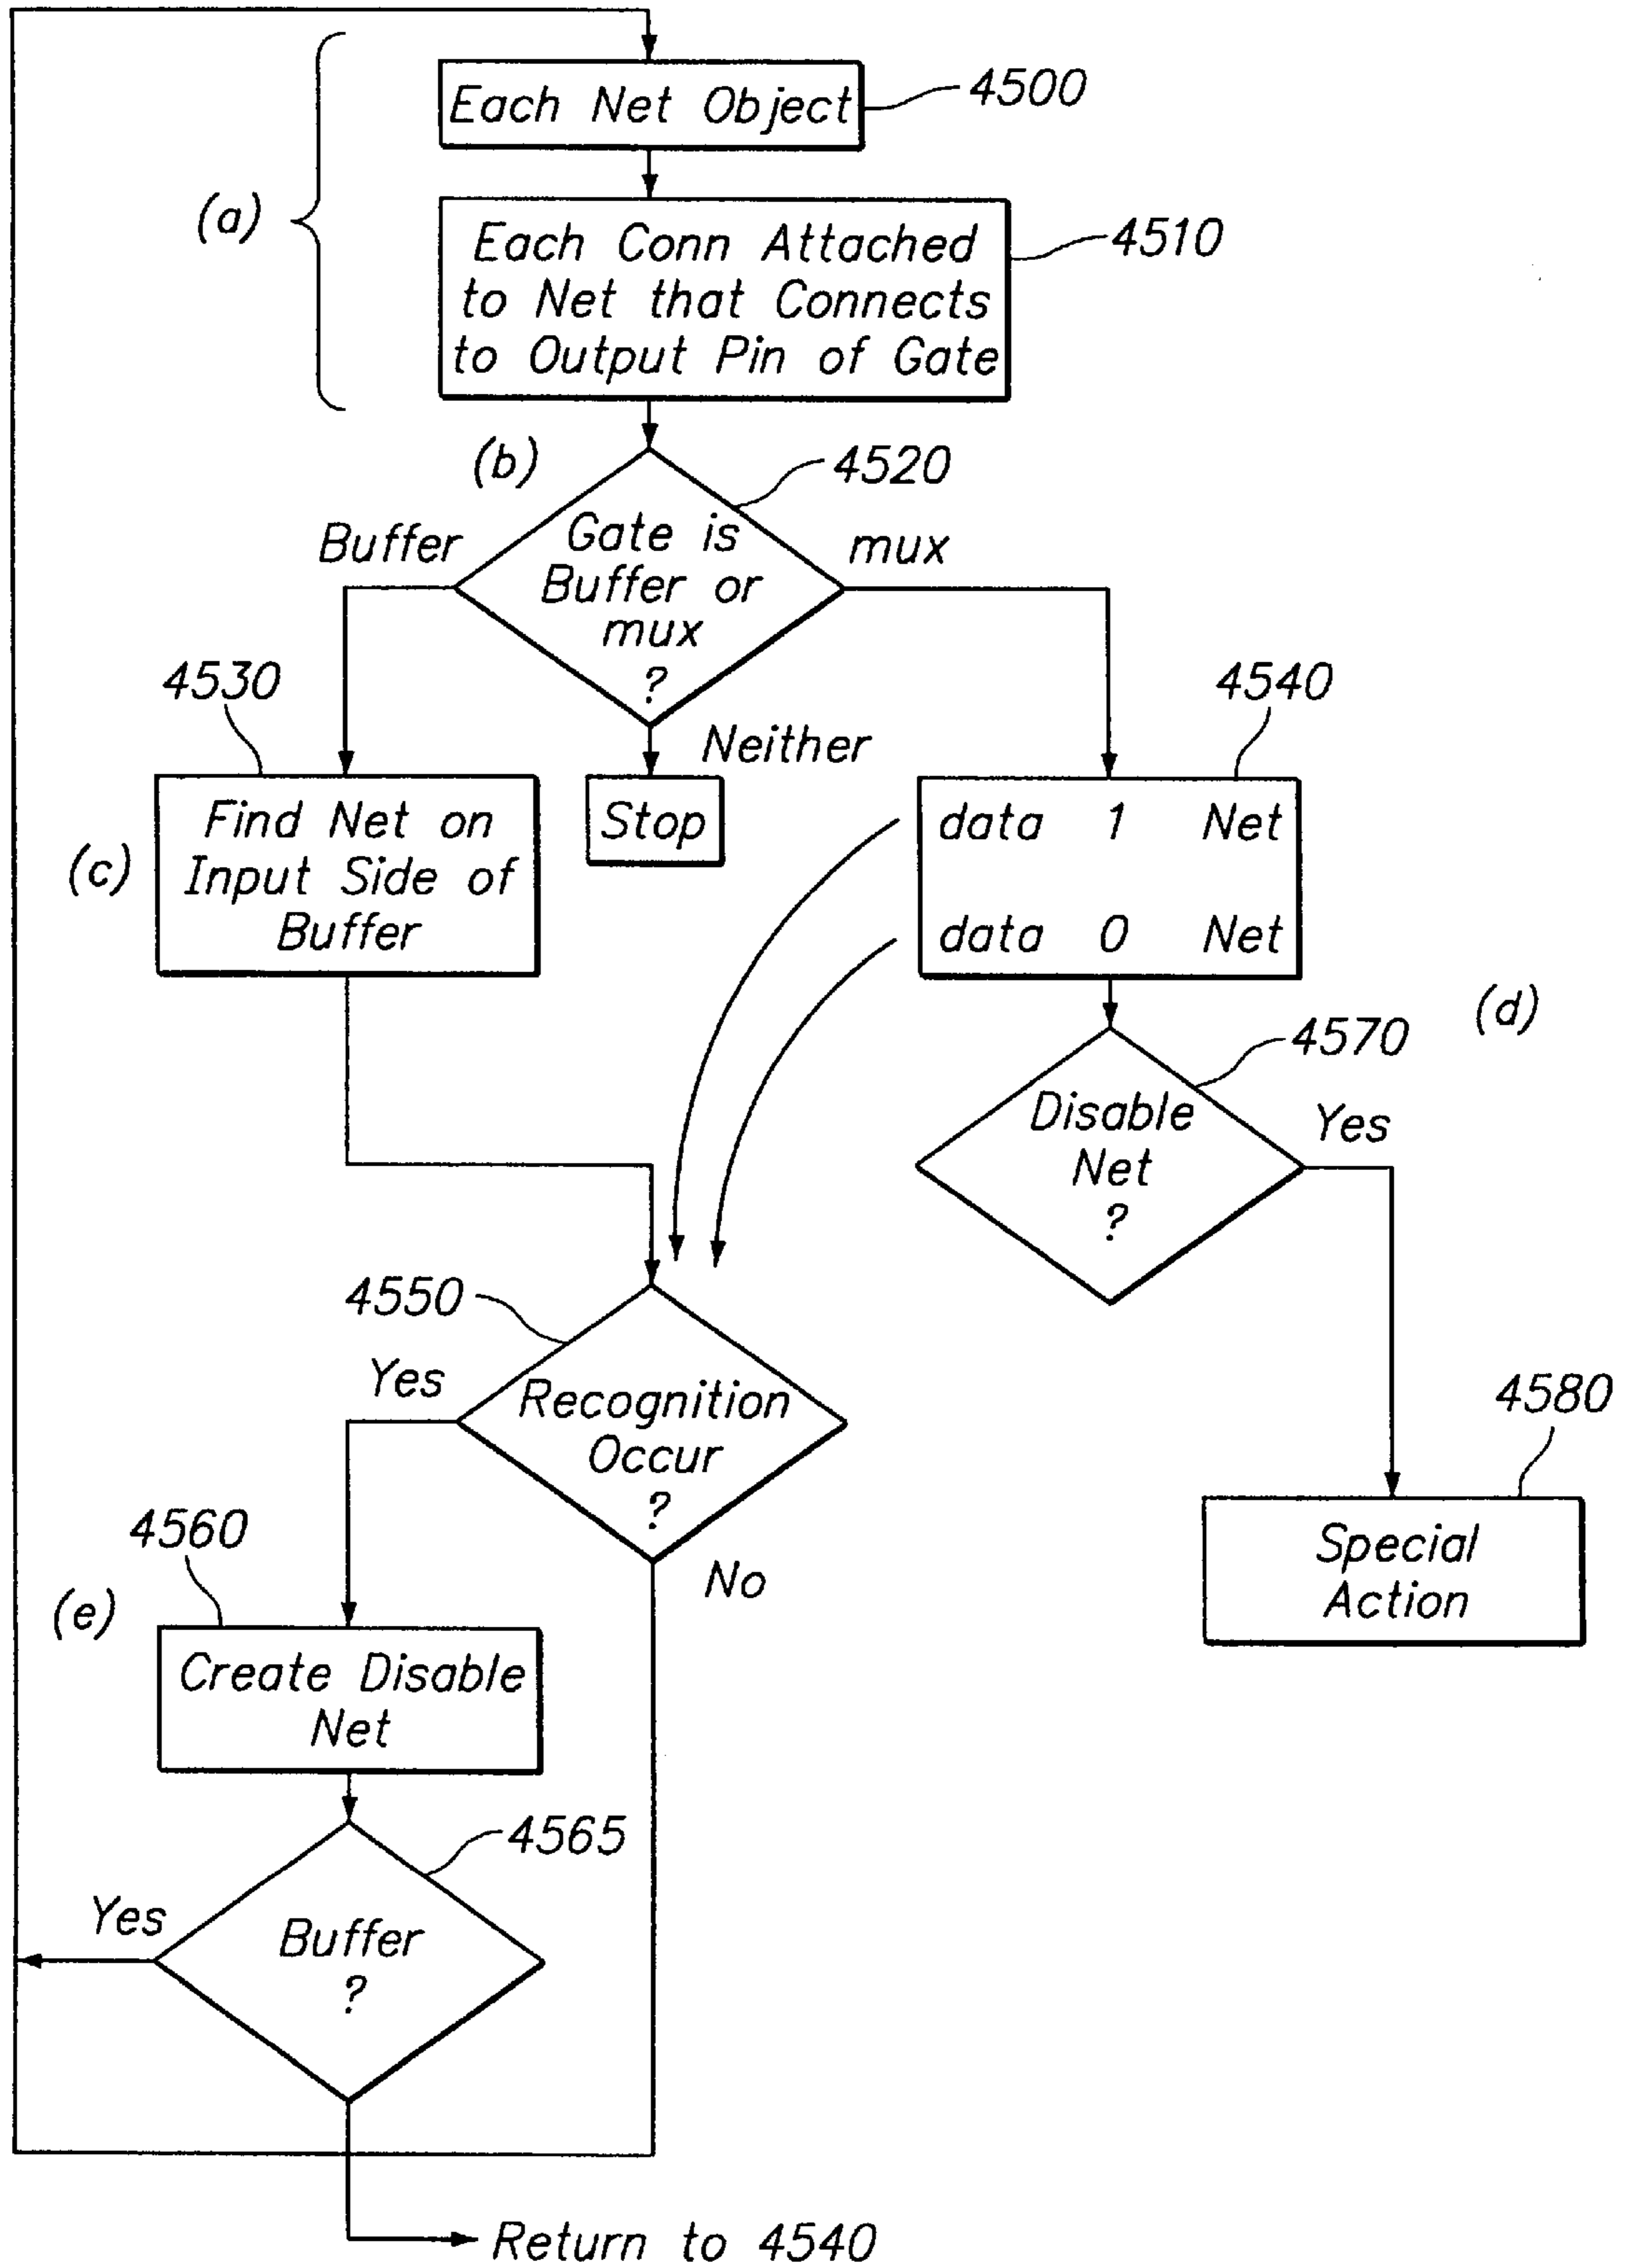 Each Net Object
4500
(a)
Each Conn Attached
to Net that Connects
to Output Pin of Gate
4510
(b)
4520
Buffer
Gate is
Buffer or
mux
?
mux
4530
Neither
4540
(c)
Find Net on
Input Side of
Buffer
Stop
data 1 Net
data 0 Net
(d)
4570
Disable
Net
?
Yes
4550
Yes
Recognition
Occur
?
No
4580
Special
Action
4560
(e)
Create Disable
Net
4565
Yes
Buffer
?
Return to 4540